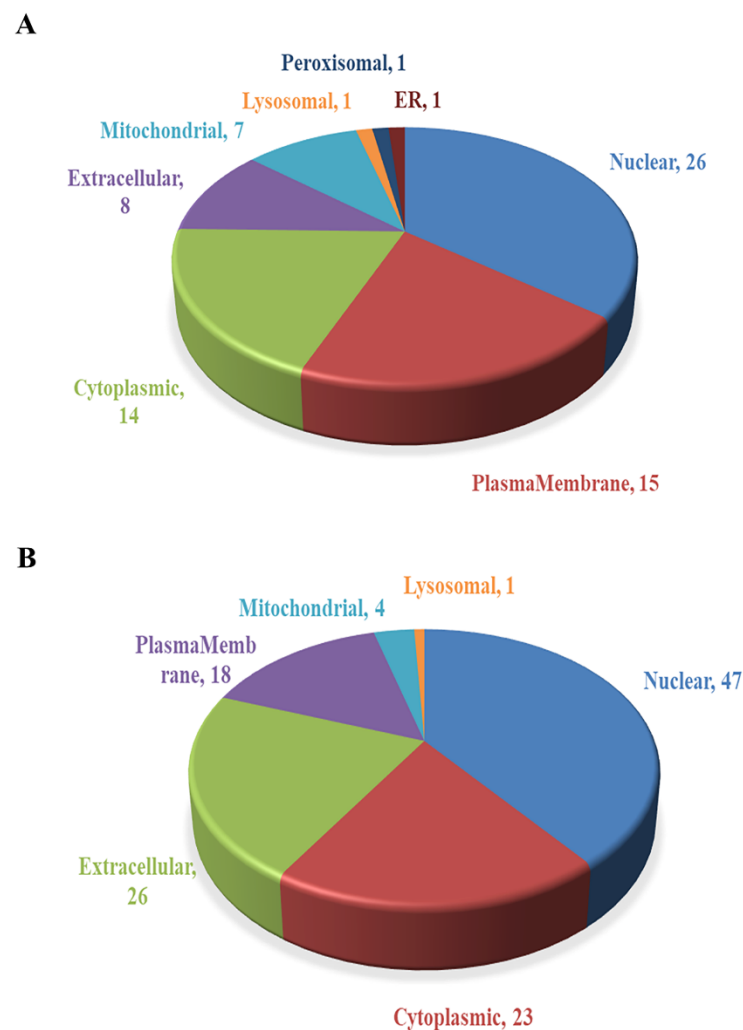 A
Peroxisomal, 1
Lysosomal, 1
ER, 1
Mitochondrial, 7
Nuclear, 26
Extracellular,
8
Cytoplasmic,
14
PlasmaMembrane, 15
B
Lysosomal, 1
Mitochondrial, 4
PlasmaMemb
rane, 18
Nuclear, 47
Extracellular,
26
Cytoplasmic, 23